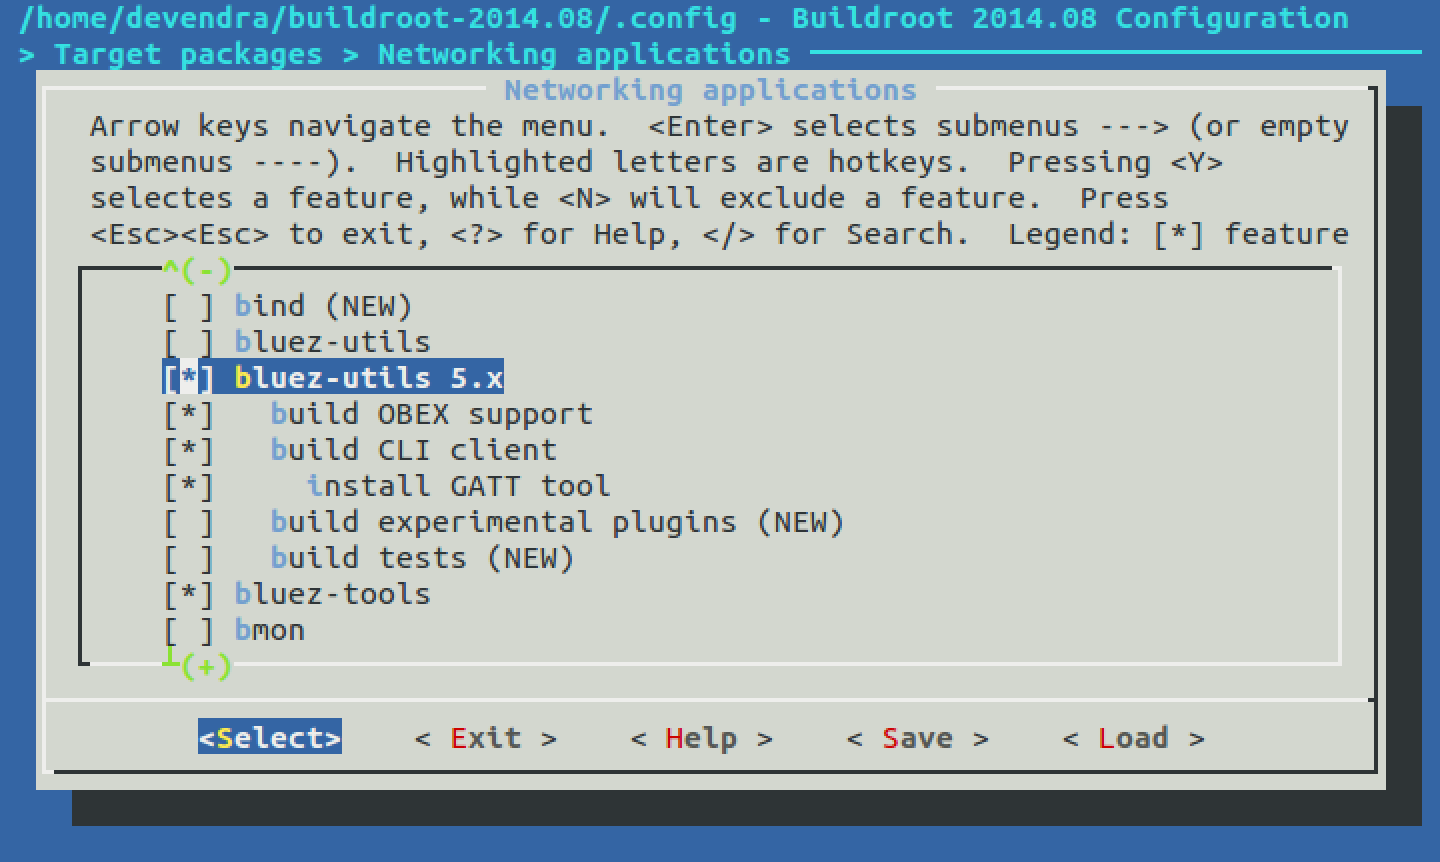 /home/devendra/buildroot-2014.08/.config - Buildroot 2014.08 Configuration
> Target packages > Networking applications
Networking applications
Arrow keys navigate the menu.  <Enter> selects submenus ---> (or empty
submenus ----).  Highlighted letters are hotkeys.  Pressing <Y>
selectes a feature, while <N> will exclude a feature.  Press
<Esc><Esc> to exit, <?> for Help, </> for Search.  Legend: [*] feature
^(-)
[ ] bind (NEW)
[ ] bluez-utils
[*] bluez-utils 5.x
[*]   build OBEX support
[*]   build CLI client
[*]     install GATT tool
[ ]   build experimental plugins (NEW)
[ ]   build tests (NEW)
[*] bluez-tools
[ ] bmon
┴(+)
<Select>    < Exit >    < Help >    < Save >    < Load >